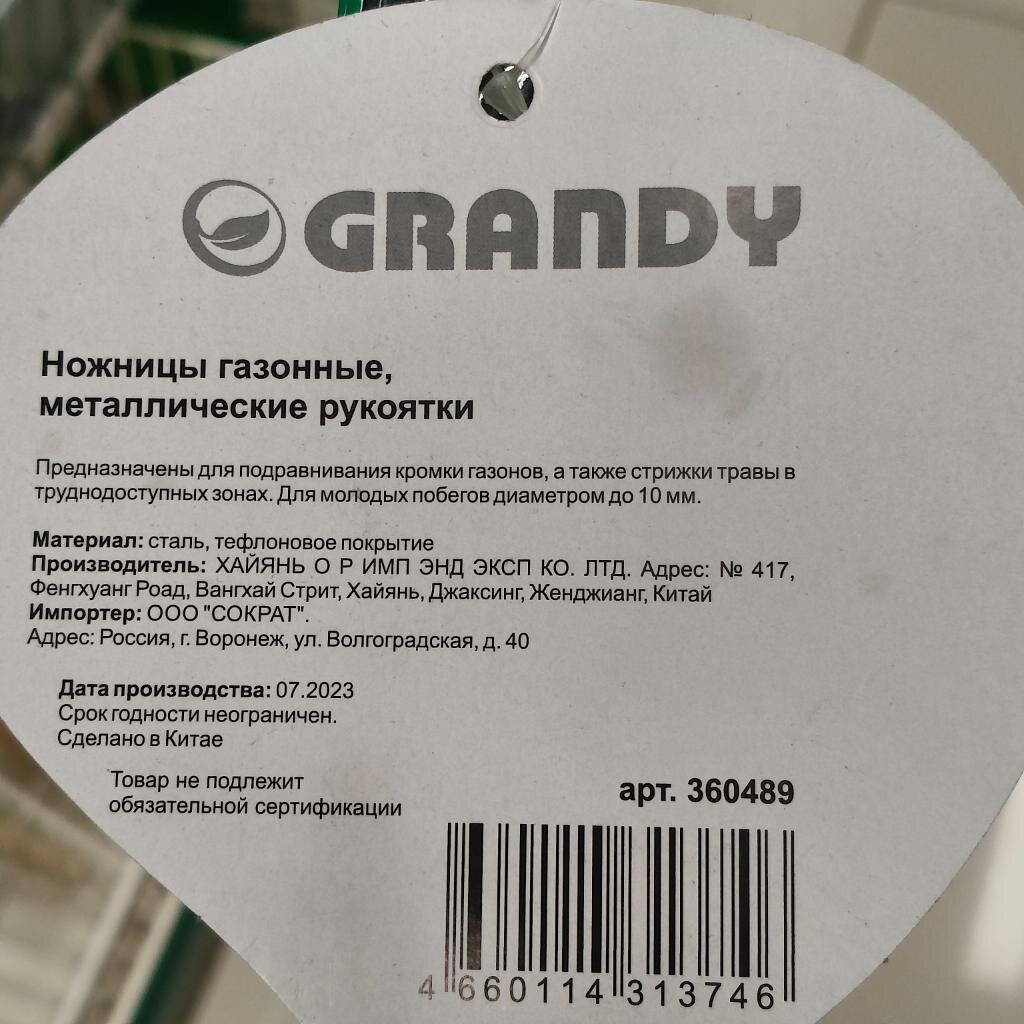 GRANDY
Ножницы газонные,
металлические рукоятки
Предназначены для подравнивания кромки газонов, а также стрижки травы в
труднодоступных зонах. Для молодых побегов диаметром до 10 мм.
Материал: сталь, тефлоновое покрытие
Производитель: ХАЙЯНЬ О Р ИМП ЭНД ЭКСП КО. ЛТД. Адрес: № 417,
Фенгхуанг Роад, Вангхай Стрит, Хайянь, Джаксинг, Женджианг, Китай
Импортер: ООО "СОКРАТ".
Адрес: Россия, г. Воронеж, ул. Волгоградская, д. 40
Дата производства: 07.2023
Срок годности неограничен.
Сделано в Китае
Товар не подлежит
обязательной сертификации
арт. 360489
4 660114 313746